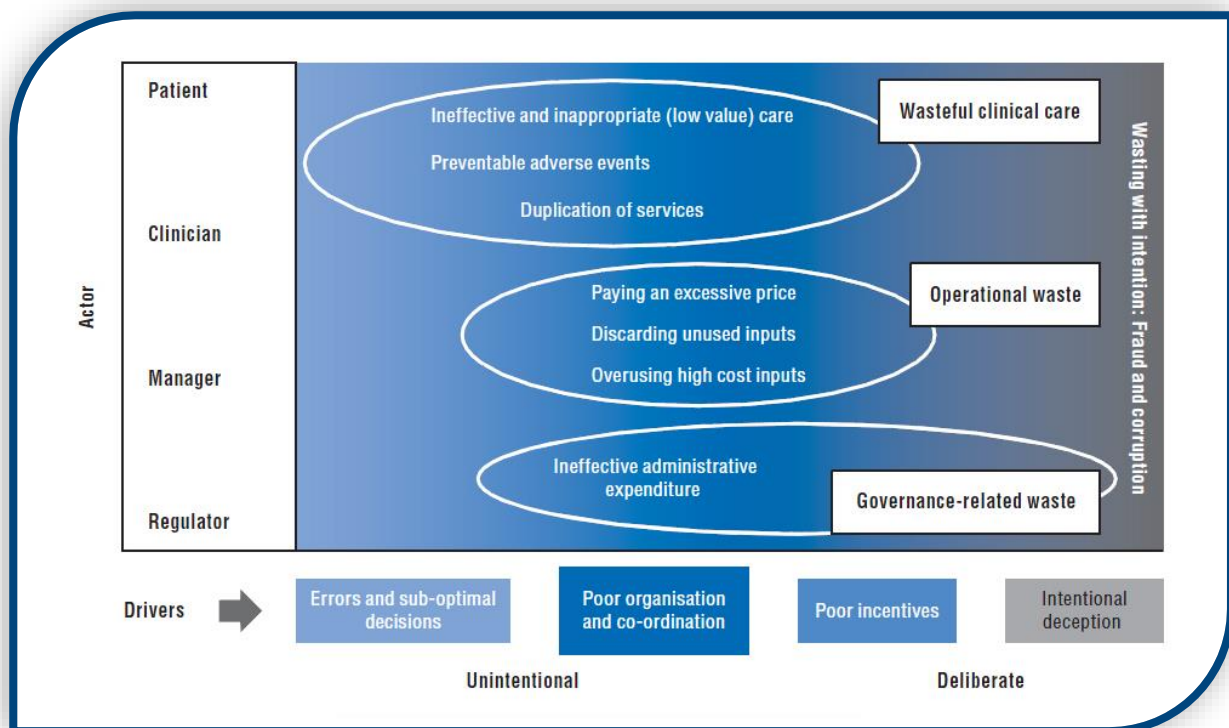 Patient
Ineffective and inappropriate (low value) care
Wasteful clinical care
Preventable adverse events
Duplication of services
Clinician
Paying an excessive price
Operational waste
Discarding unused inputs
Manager
Overusing high cost inputs
Ineffective administrative
expenditure
Governance-related waste
Regulator
Actor
Wasting with intention: Fraud and corruption
Drivers
Errors and sub-optimal
decisions
Poor organisation
and co-ordination
Poor incentives
Intentional
deception
Unintentional
Deliberate